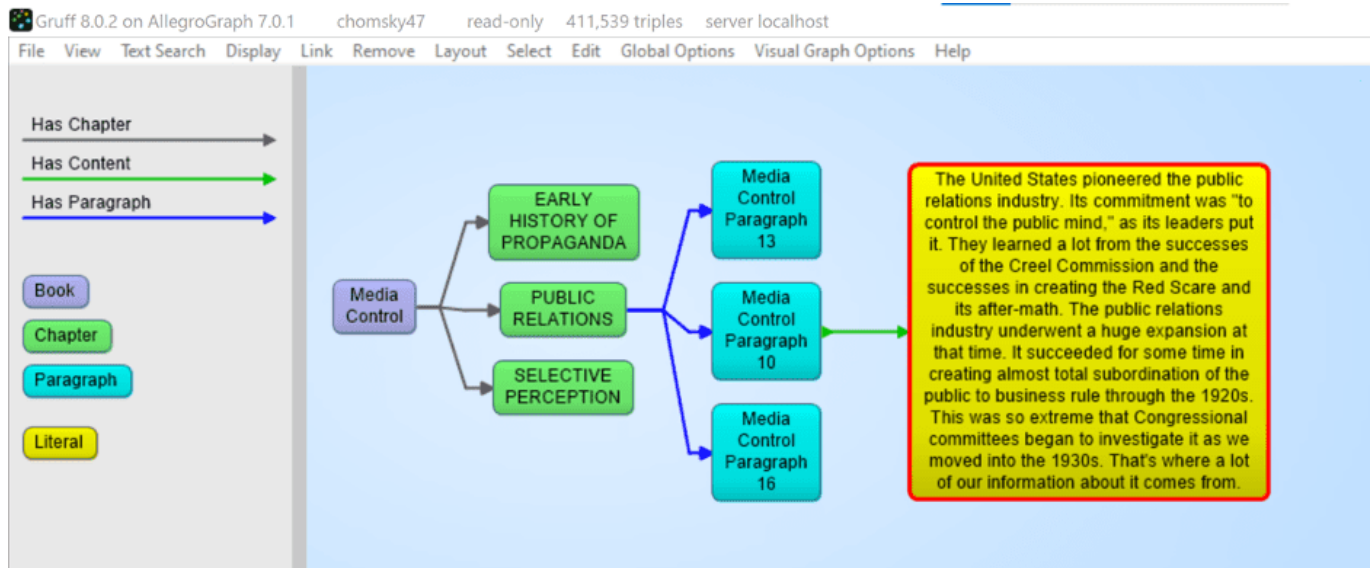 Gruff 8.0.2 on AllegroGraph 7.0.1 chomsky47 read-only 411,539 triples server localhost
File View Text Search Display Link Remove Layout Select Edit Global Options Visual Graph Options Help
Has Chapter
Has Content
Has Paragraph
Book
Chapter
Paragraph
Literal
Media
Control
EARLY
HISTORY OF
PROPAGANDA
PUBLIC
RELATIONS
SELECTIVE
PERCEPTION
Media
Control
Paragraph
13
Media
Control
Paragraph
10
Media
Control
Paragraph
16
The United States pioneered the public
relations industry. Its commitment was "to
control the public mind," as its leaders put
it. They learned a lot from the successes
of the Creel Commission and the
successes in creating the Red Scare and
its after-math. The public relations
industry underwent a huge expansion at
that time. It succeeded for some time in
creating almost total subordination of the
public to business rule through the 1920s.
This was so extreme that Congressional
committees began to investigate it as we
moved into the 1930s. That's where a lot
of our information about it comes from.